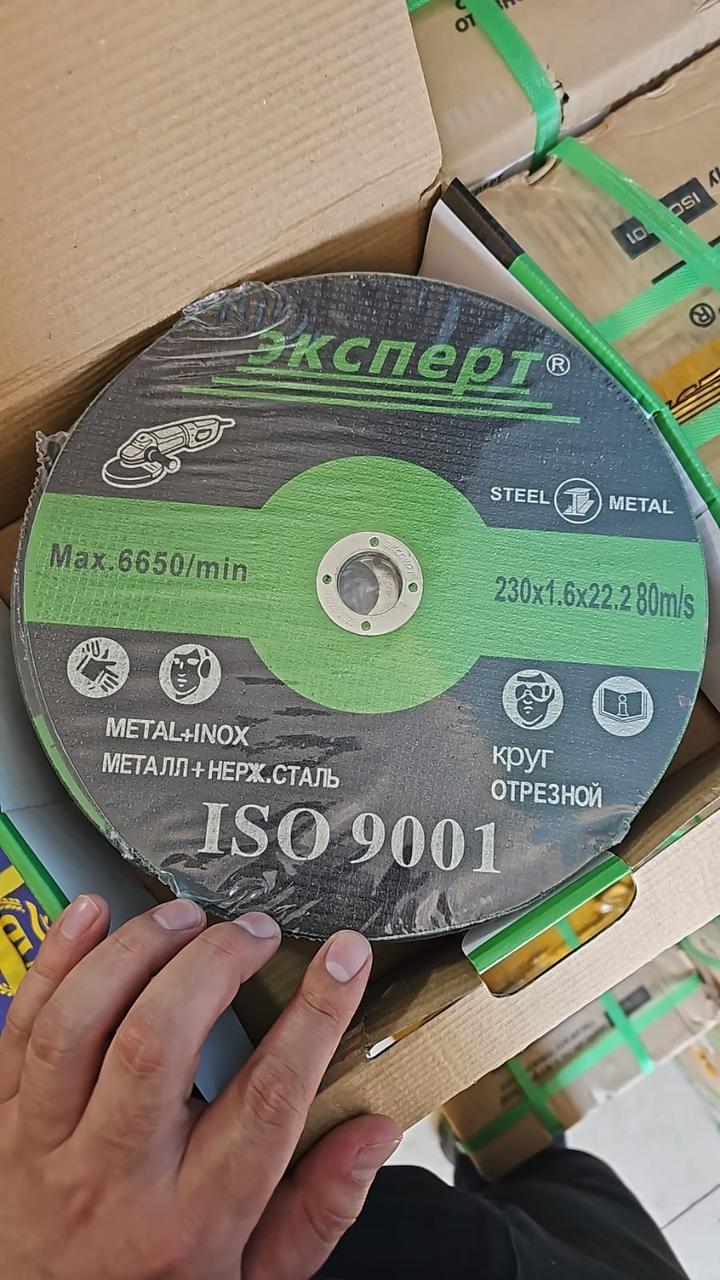 эксперт®
STEEL METAL
Max.6650/min
230x1.6x22.2 80m/s
METAL+INOX
МЕТАЛЛ+НЕРЖ.СТАЛЬ
круг
ОТРЕЗНОЙ
ISO 9001